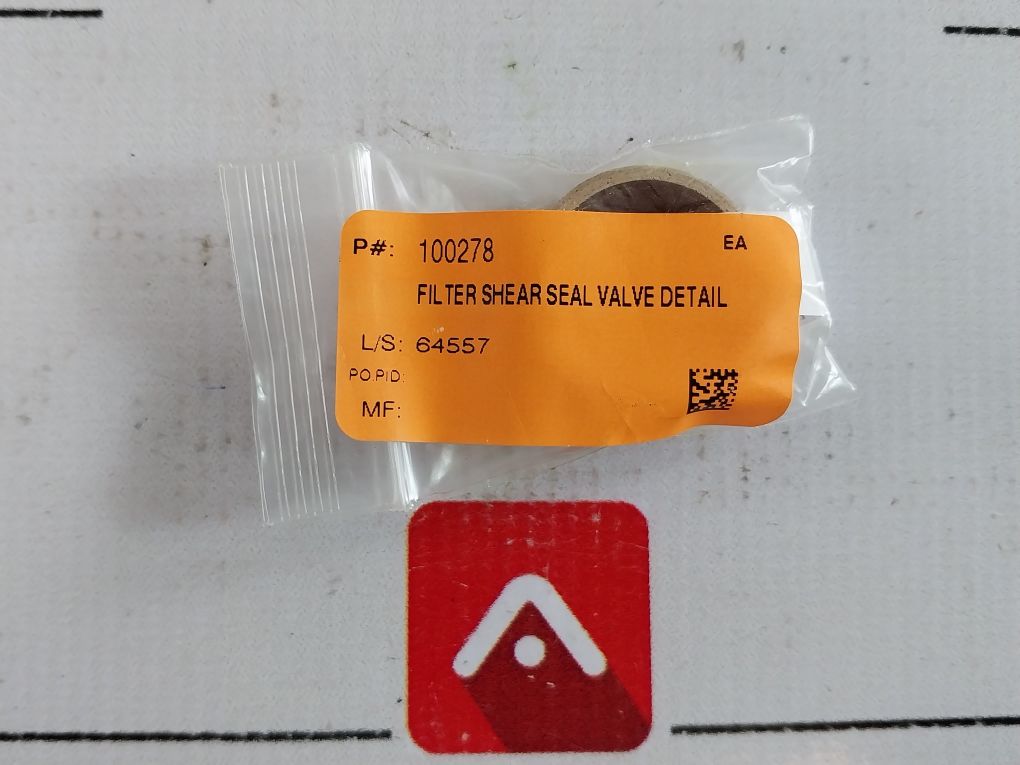 P#: 100278 EA
FILTER SHEAR SEAL VALVE DETAIL
L/S: 64557
PO.PID:
MF: